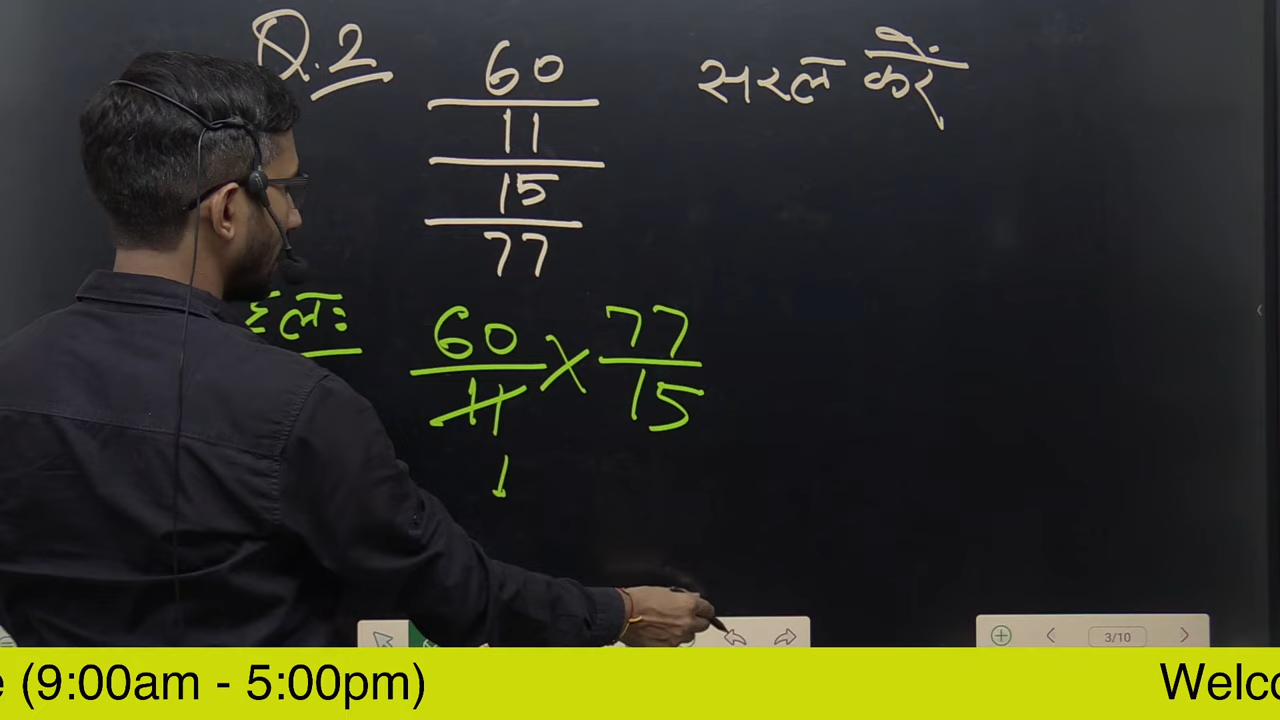 Q.2
60
सरल करें
11
15
77
हलः
60 × 77
11 15
1
3/10
e (9:00am - 5:00pm)
Welco